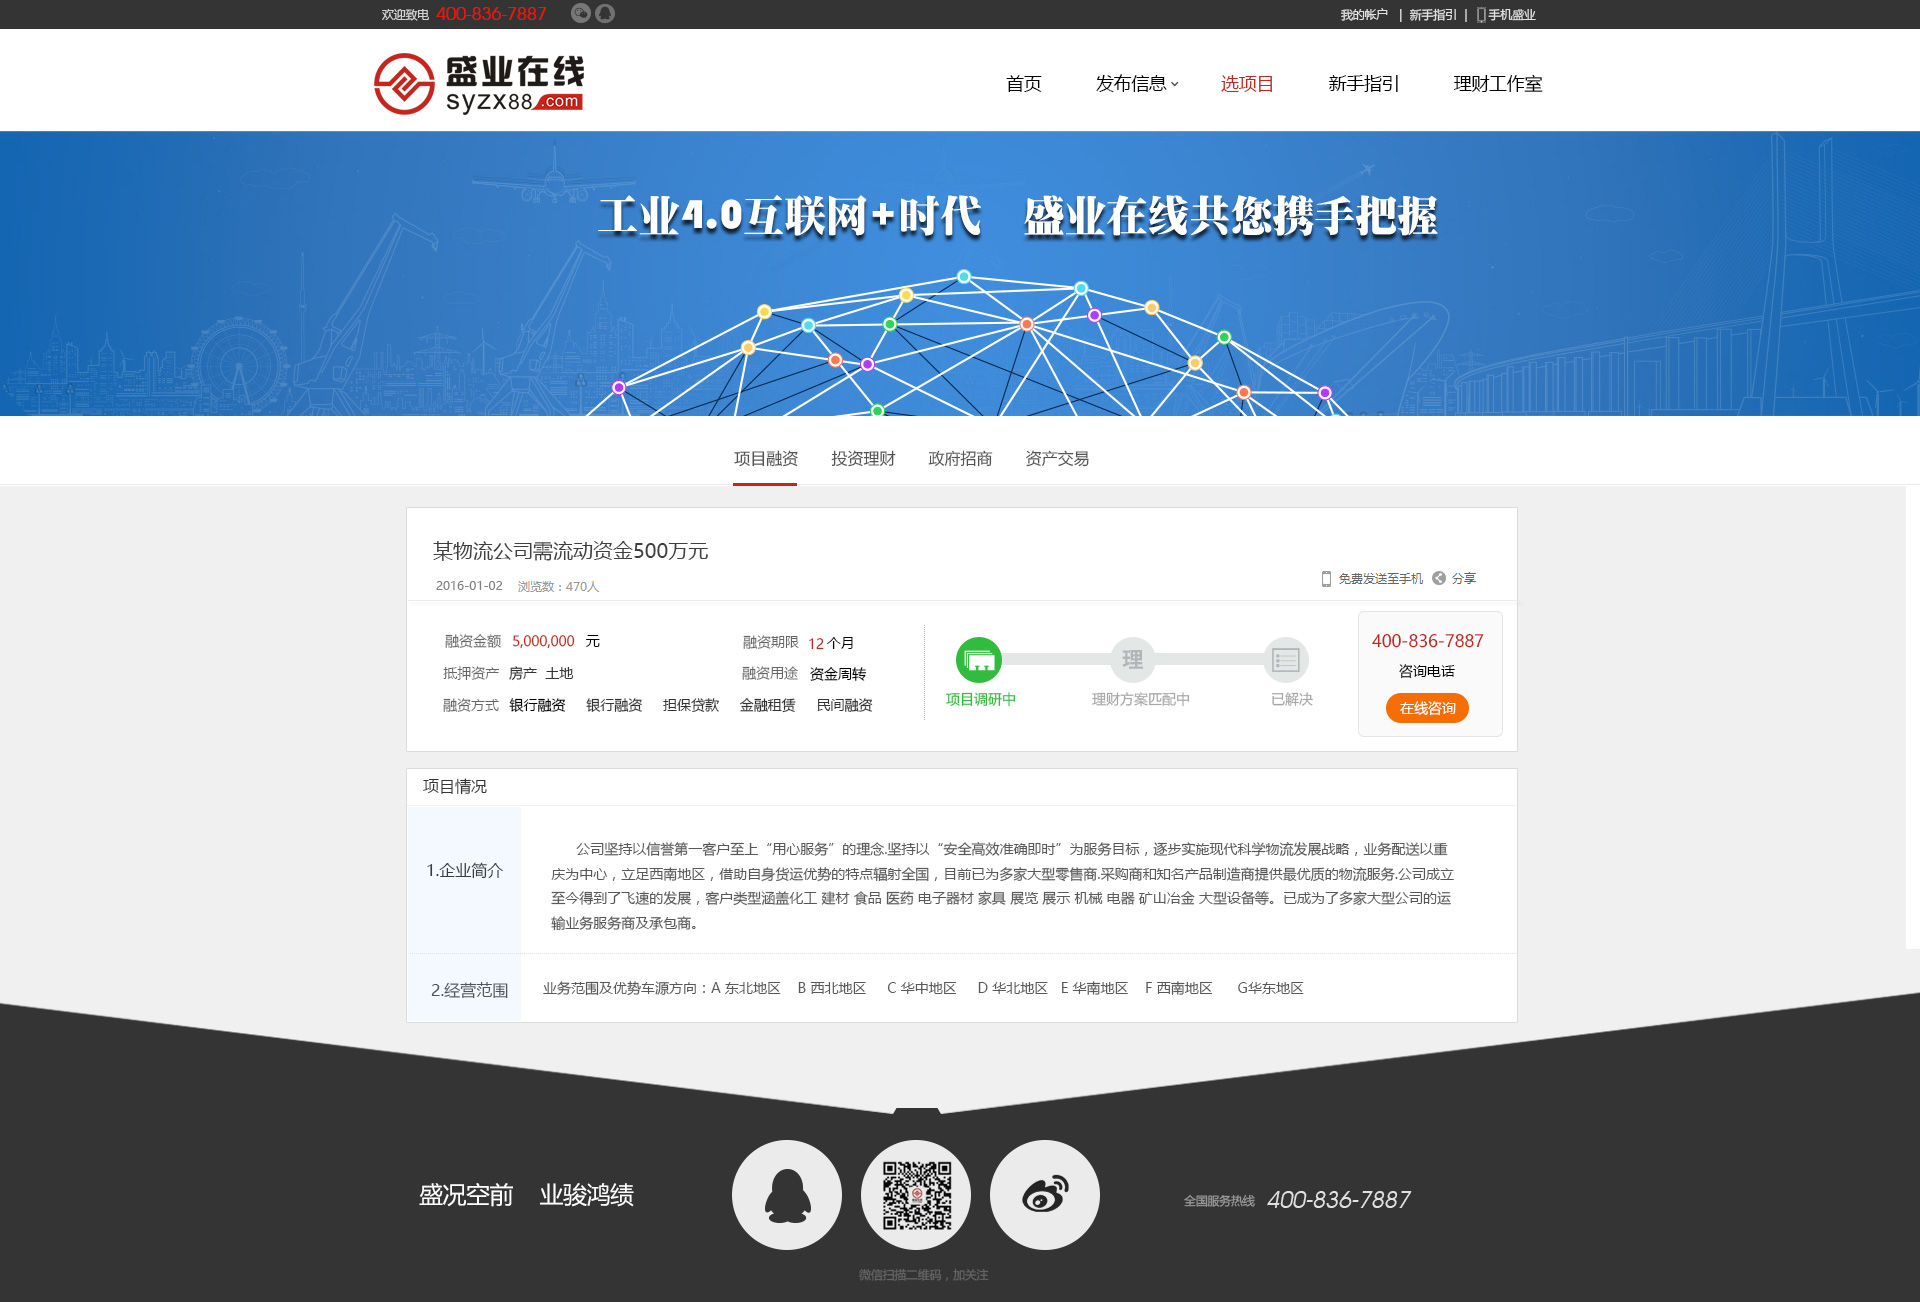 欢迎致电 400-836-7887
我的帐户 | 新手指引 | 手机盛业
盛业在线
syzx88.com
首页 发布信息 选项目 新手指引 理财工作室
工业4.0互联网+时代 盛业在线共您携手把握
项目融资 投资理财 政府招商 资产交易
某物流公司需流动资金500万元
2016-01-02 浏览数：470人
免费发送至手机 分享
融资金额 5,000,000 元 融资期限 12 个月
抵押资产 房产 土地 融资用途 资金周转
融资方式 银行融资 银行融资 担保贷款 金融租赁 民间融资
理
项目调研中 理财方案匹配中 已解决
400-836-7887
咨询电话
在线咨询
项目情况
1.企业简介
公司坚持以信誉第一客户至上“用心服务”的理念.坚持以“安全高效准确即时”为服务目标，逐步实施现代科学物流发展战略，业务配送以重
庆为中心，立足西南地区，借助自身货运优势的特点辐射全国，目前已为多家大型零售商.采购商和知名产品制造商提供最优质的物流服务.公司成立
至今得到了飞速的发展，客户类型涵盖化工 建材 食品 医药 电子器材 家具 展览 展示 机械 电器 矿山冶金 大型设备等。已成为了多家大型公司的运
输业务服务商及承包商。
2.经营范围
业务范围及优势车源方向：A 东北地区 B 西北地区 C 华中地区 D 华北地区 E 华南地区 F 西南地区 G华东地区
盛况空前 业骏鸿绩
全国服务热线 400-836-7887
微信扫描二维码，加关注